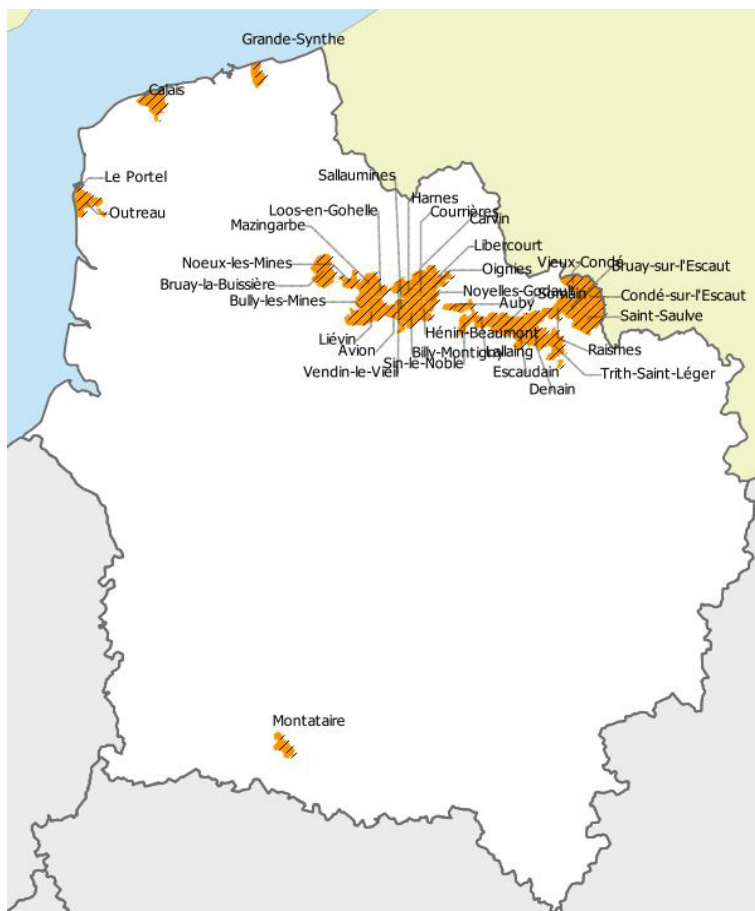 Grande-Synthe
Calais
Le Portel
Outreau
Sallaumines
Harnes
Loos-en-Gohelle
Courrières
Mazingarbe
Carvin
Libercourt
Noeux-les-Mines
Oignies
Vieux-Condé
Bruay-sur-l'Escaut
Bruay-la-Buissière
Noyelles-Godault
Somain
Condé-sur-l'Escaut
Bully-les-Mines
Auby
Saint-Saulve
Liévin
Hénin-Beaumont
Avion
Billy-Montigny
Lallaing
Raismes
Vendin-le-Vieil
Sin-le-Noble
Escaudain
Trith-Saint-Léger
Denain
Montataire